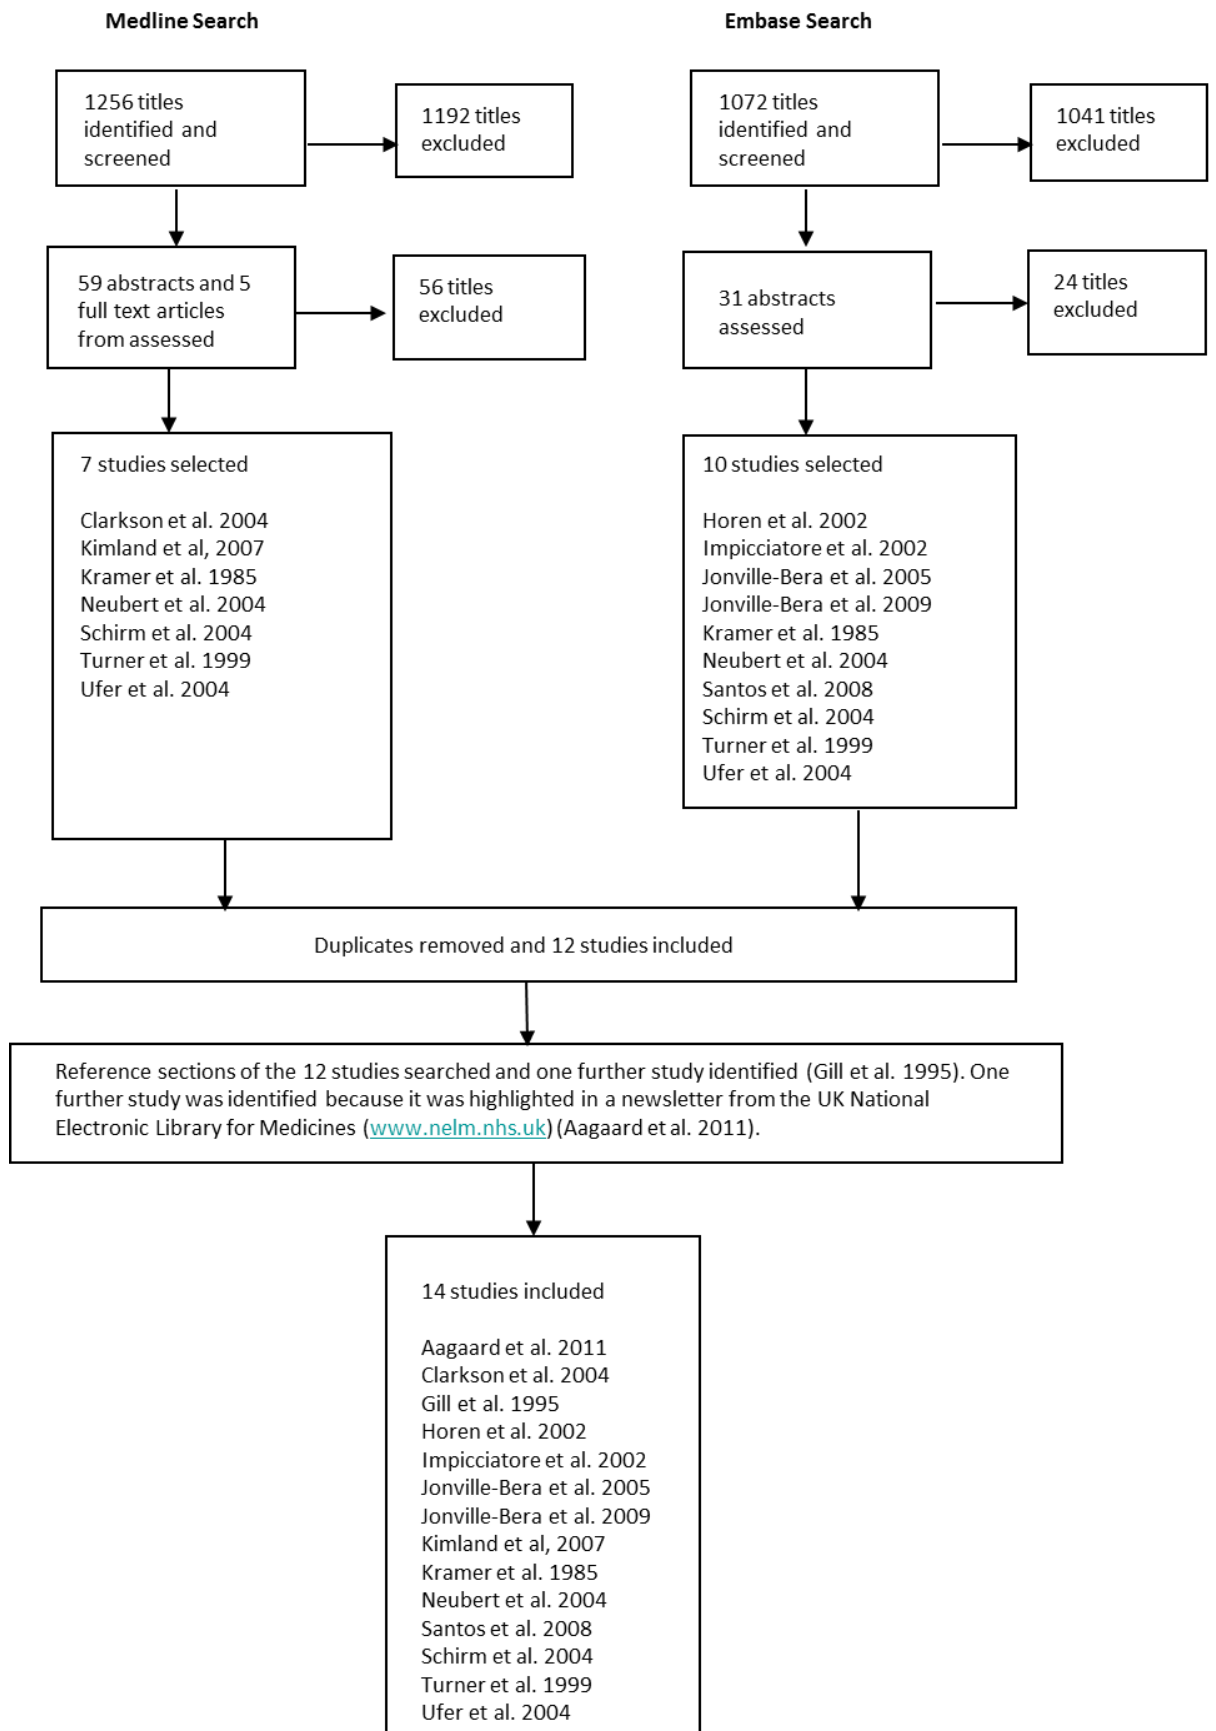 Medline Search
Embase Search
1256 titles
identified and
screened
1192 titles
excluded
1072 titles
identified and
screened
1041 titles
excluded
59 abstracts and 5
full text articles
from assessed
56 titles
excluded
31 abstracts
assessed
24 titles
excluded
7 studies selected
Clarkson et al. 2004
Kimland et al, 2007
Kramer et al. 1985
Neubert et al. 2004
Schirm et al. 2004
Turner et al. 1999
Ufer et al. 2004
10 studies selected
Horen et al. 2002
Impicciatore et al. 2002
Jonville-Bera et al. 2005
Jonville-Bera et al. 2009
Kramer et al. 1985
Neubert et al. 2004
Santos et al. 2008
Schirm et al. 2004
Turner et al. 1999
Ufer et al. 2004
Duplicates removed and 12 studies included
Reference sections of the 12 studies searched and one further study identified (Gill et al. 1995). One
further study was identified because it was highlighted in a newsletter from the UK National
Electronic Library for Medicines (www.nelm.nhs.uk) (Aagaard et al. 2011).
14 studies included
Aagaard et al. 2011
Clarkson et al. 2004
Gill et al. 1995
Horen et al. 2002
Impicciatore et al. 2002
Jonville-Bera et al. 2005
Jonville-Bera et al. 2009
Kimland et al, 2007
Kramer et al. 1985
Neubert et al. 2004
Santos et al. 2008
Schirm et al. 2004
Turner et al. 1999
Ufer et al. 2004